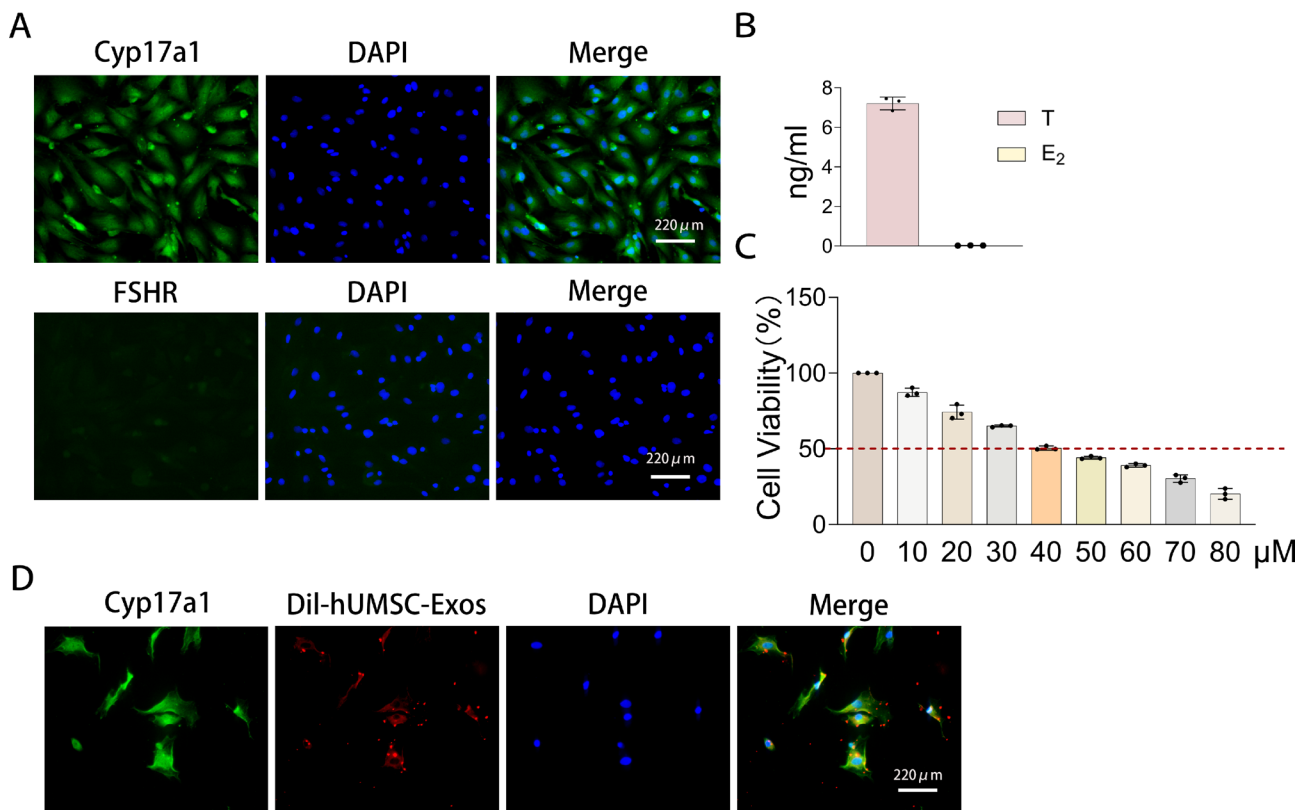 A
Cyp17a1 DAPI Merge
220 μm
FSHR DAPI Merge
220 μm
B
ng/ml
8
6
4
2
0
T
E₂
C
Cell Viability(%)
150
100
50
0
0 10 20 30 40 50 60 70 80 μM
D
Cyp17a1 Dil-hUMSC-Exos DAPI Merge
220 μm